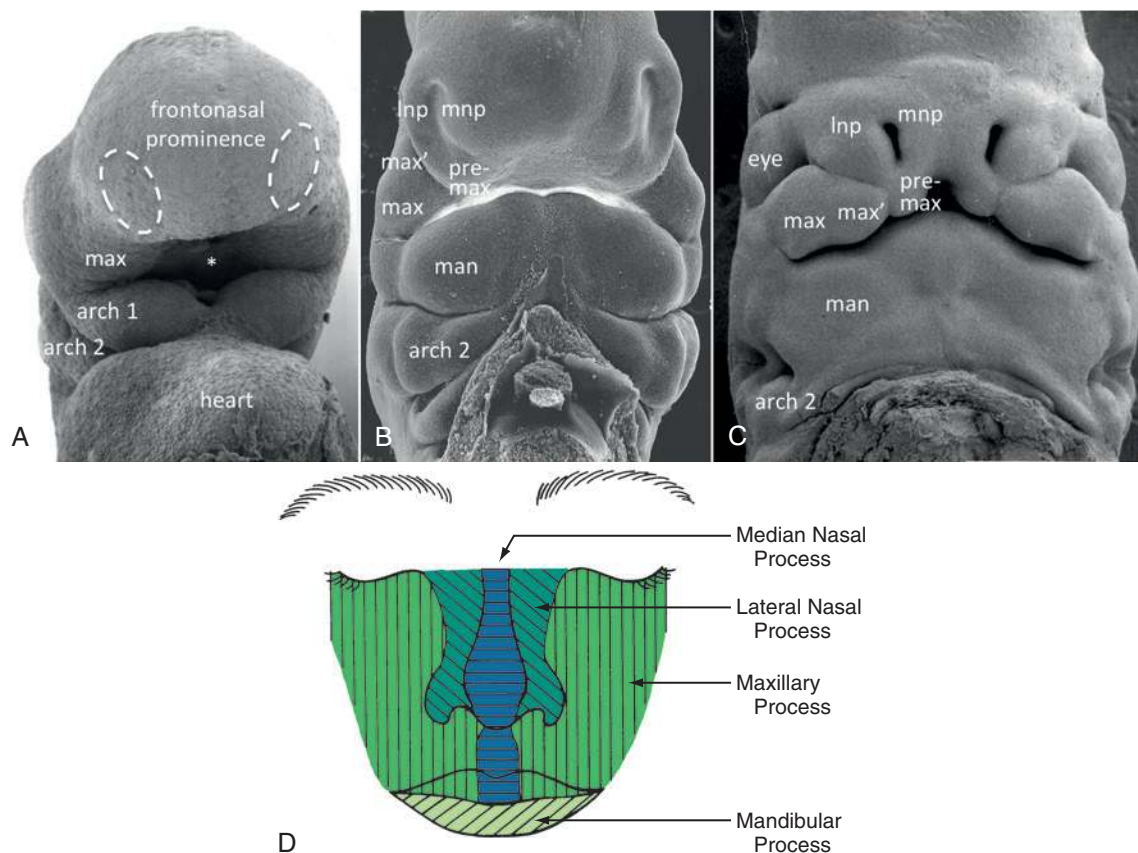 frontonasal
prominence
max
*
arch 1
arch 2
heart
A
lnp
mnp
max'
pre-
max
max
man
arch 2
B
lnp
mnp
eye
pre-
max
max
max'
man
arch 2
C
Median Nasal
Process
Lateral Nasal
Process
Maxillary
Process
Mandibular
Process
D